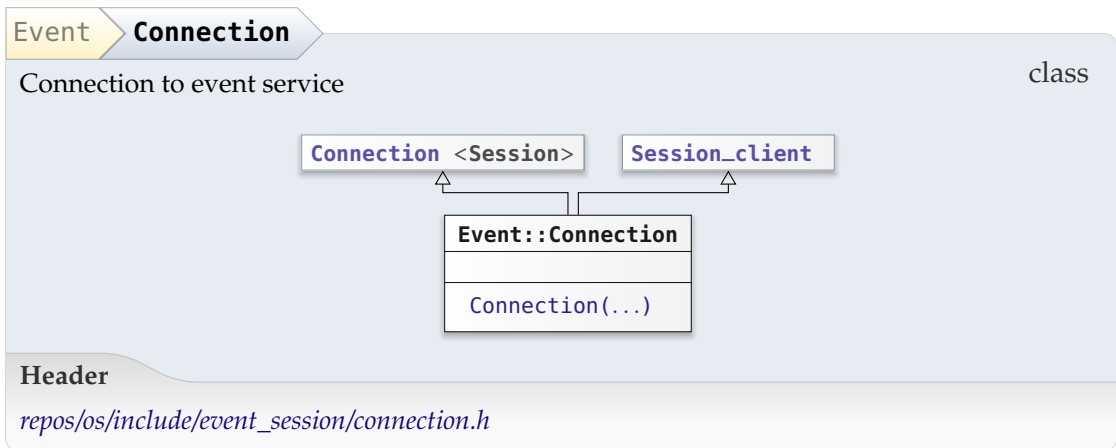 Event Connection
Connection to event service
class
Connection <Session>
Session_client
Event::Connection
Connection(...)
Header
repos/os/include/event_session/connection.h